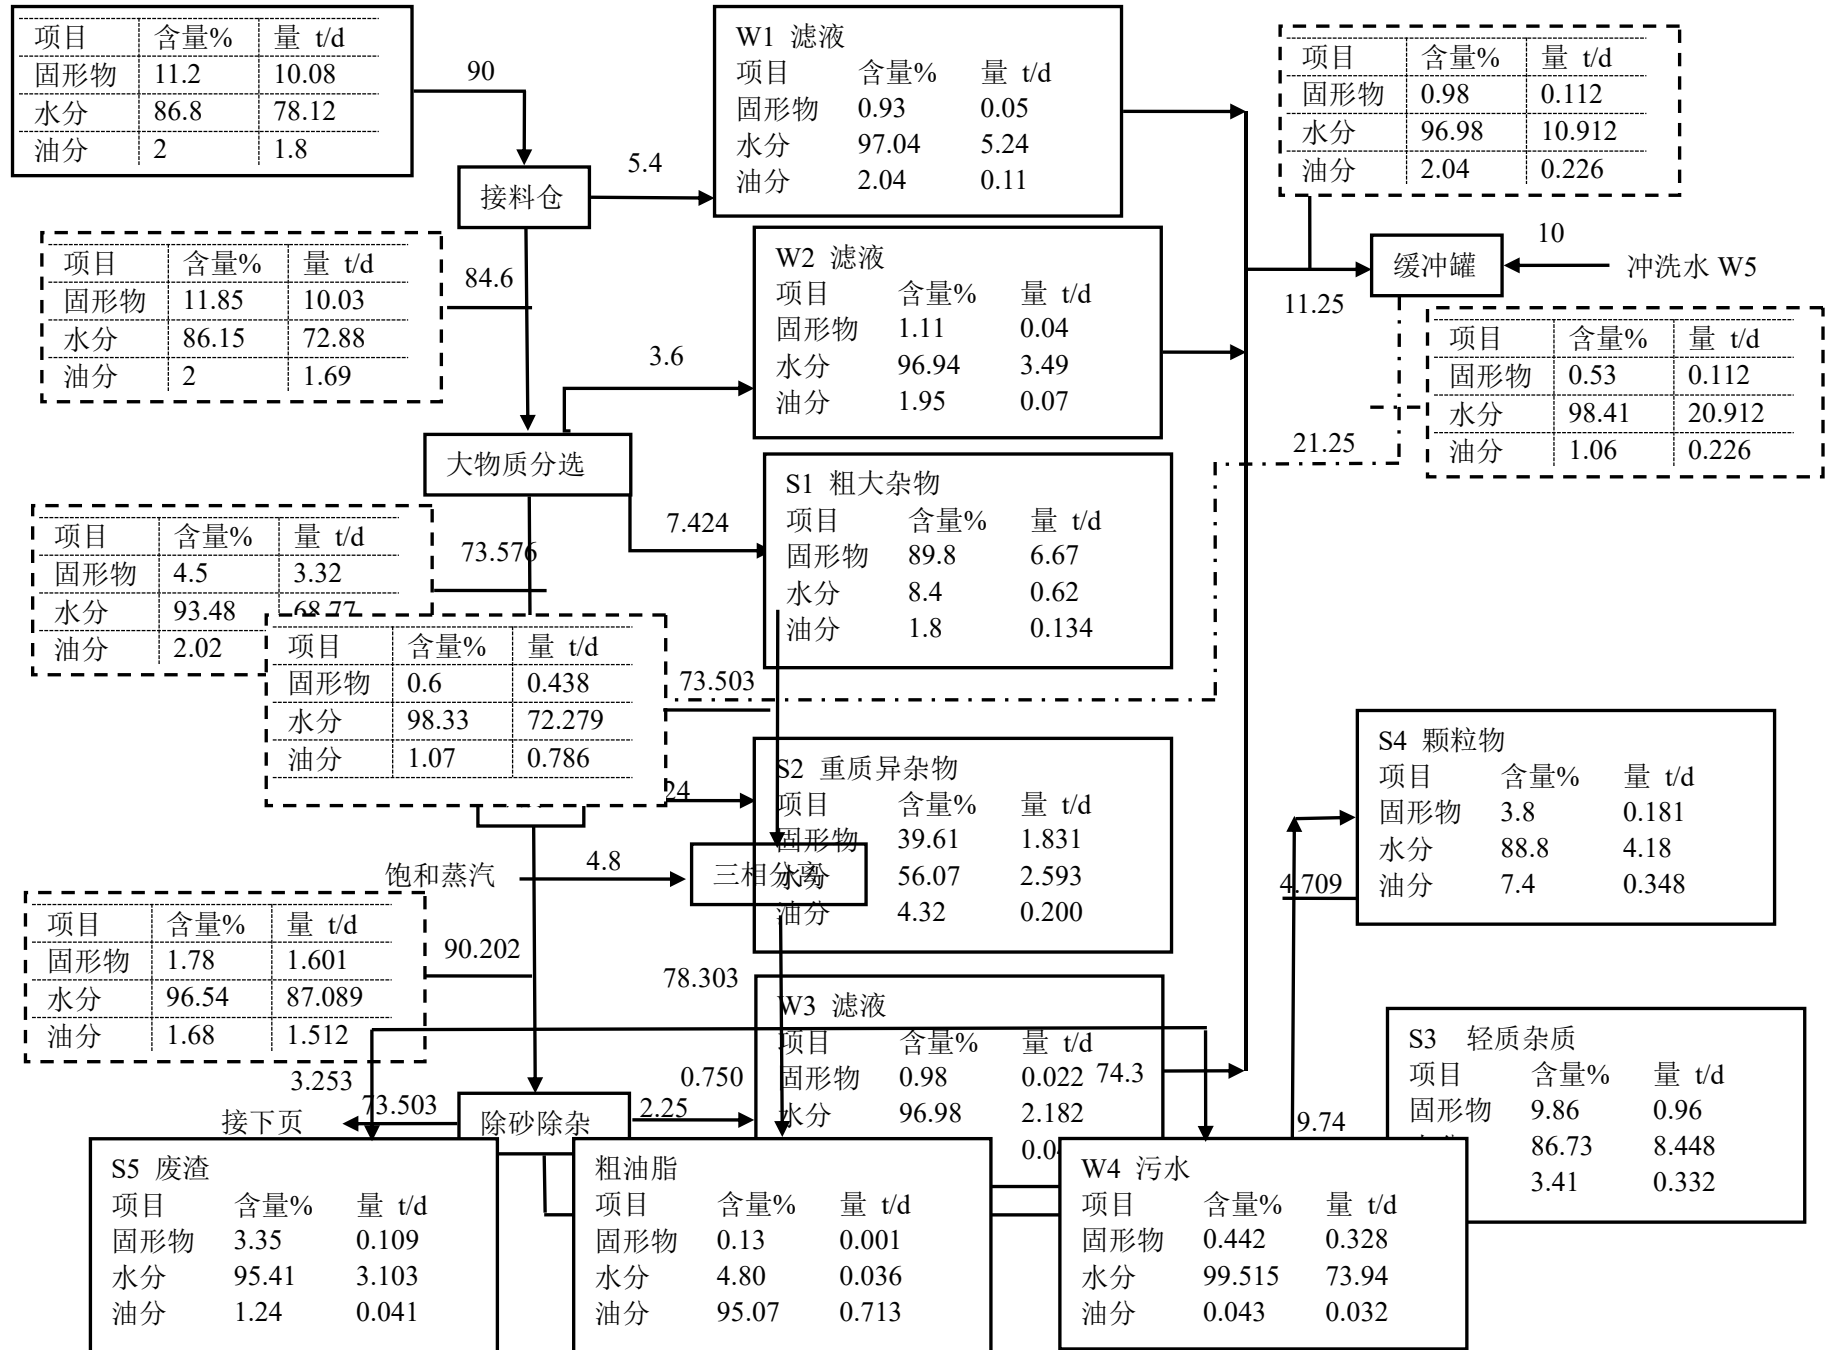 项目 含量% 量 t/d
固形物 11.2 10.08
水分 86.8 78.12
油分 2 1.8
90
接料仓
5.4
W1 滤液
项目 含量% 量 t/d
固形物 0.93 0.05
水分 97.04 5.24
油分 2.04 0.11
项目 含量% 量 t/d
固形物 0.98 0.112
水分 96.98 10.912
油分 2.04 0.226
10
缓冲罐
冲洗水 W5
11.25
项目 含量% 量 t/d
固形物 11.85 10.03
水分 86.15 72.88
油分 2 1.69
84.6
W2 滤液
项目 含量% 量 t/d
固形物 1.11 0.04
水分 96.94 3.49
油分 1.95 0.07
3.6
项目 含量% 量 t/d
固形物 0.53 0.112
水分 98.41 20.912
油分 1.06 0.226
21.25
大物质分选
7.424
S1 粗大杂物
项目 含量% 量 t/d
固形物 89.8 6.67
水分 8.4 0.62
油分 1.8 0.134
项目 含量% 量 t/d
固形物 4.5 3.32
水分 93.48 68.77
油分 2.02
73.576
项目 含量% 量 t/d
固形物 0.6 0.438
水分 98.33 72.279
油分 1.07 0.786
73.503
24
S2 重质异杂物
项目 含量% 量 t/d
固形物 39.61 1.831
水分 56.07 2.593
油分 4.32 0.200
饱和蒸汽
4.8
三相分离
S4 颗粒物
项目 含量% 量 t/d
固形物 3.8 0.181
水分 88.8 4.18
油分 7.4 0.348
4.709
项目 含量% 量 t/d
固形物 1.78 1.601
水分 96.54 87.089
油分 1.68 1.512
90.202
78.303
W3 滤液
项目 含量% 量 t/d
固形物 0.98 0.022
水分 96.98 2.182
74.3
S3 轻质杂质
项目 含量% 量 t/d
固形物 9.86 0.96
86.73 8.448
3.41 0.332
9.74
3.253
0.750
接下页
73.503
除砂除杂
2.25
S5 废渣
项目 含量% 量 t/d
固形物 3.35 0.109
水分 95.41 3.103
油分 1.24 0.041
粗油脂
项目 含量% 量 t/d
固形物 0.13 0.001
水分 4.80 0.036
油分 95.07 0.713
W4 污水
项目 含量% 量 t/d
固形物 0.442 0.328
水分 99.515 73.94
油分 0.043 0.032